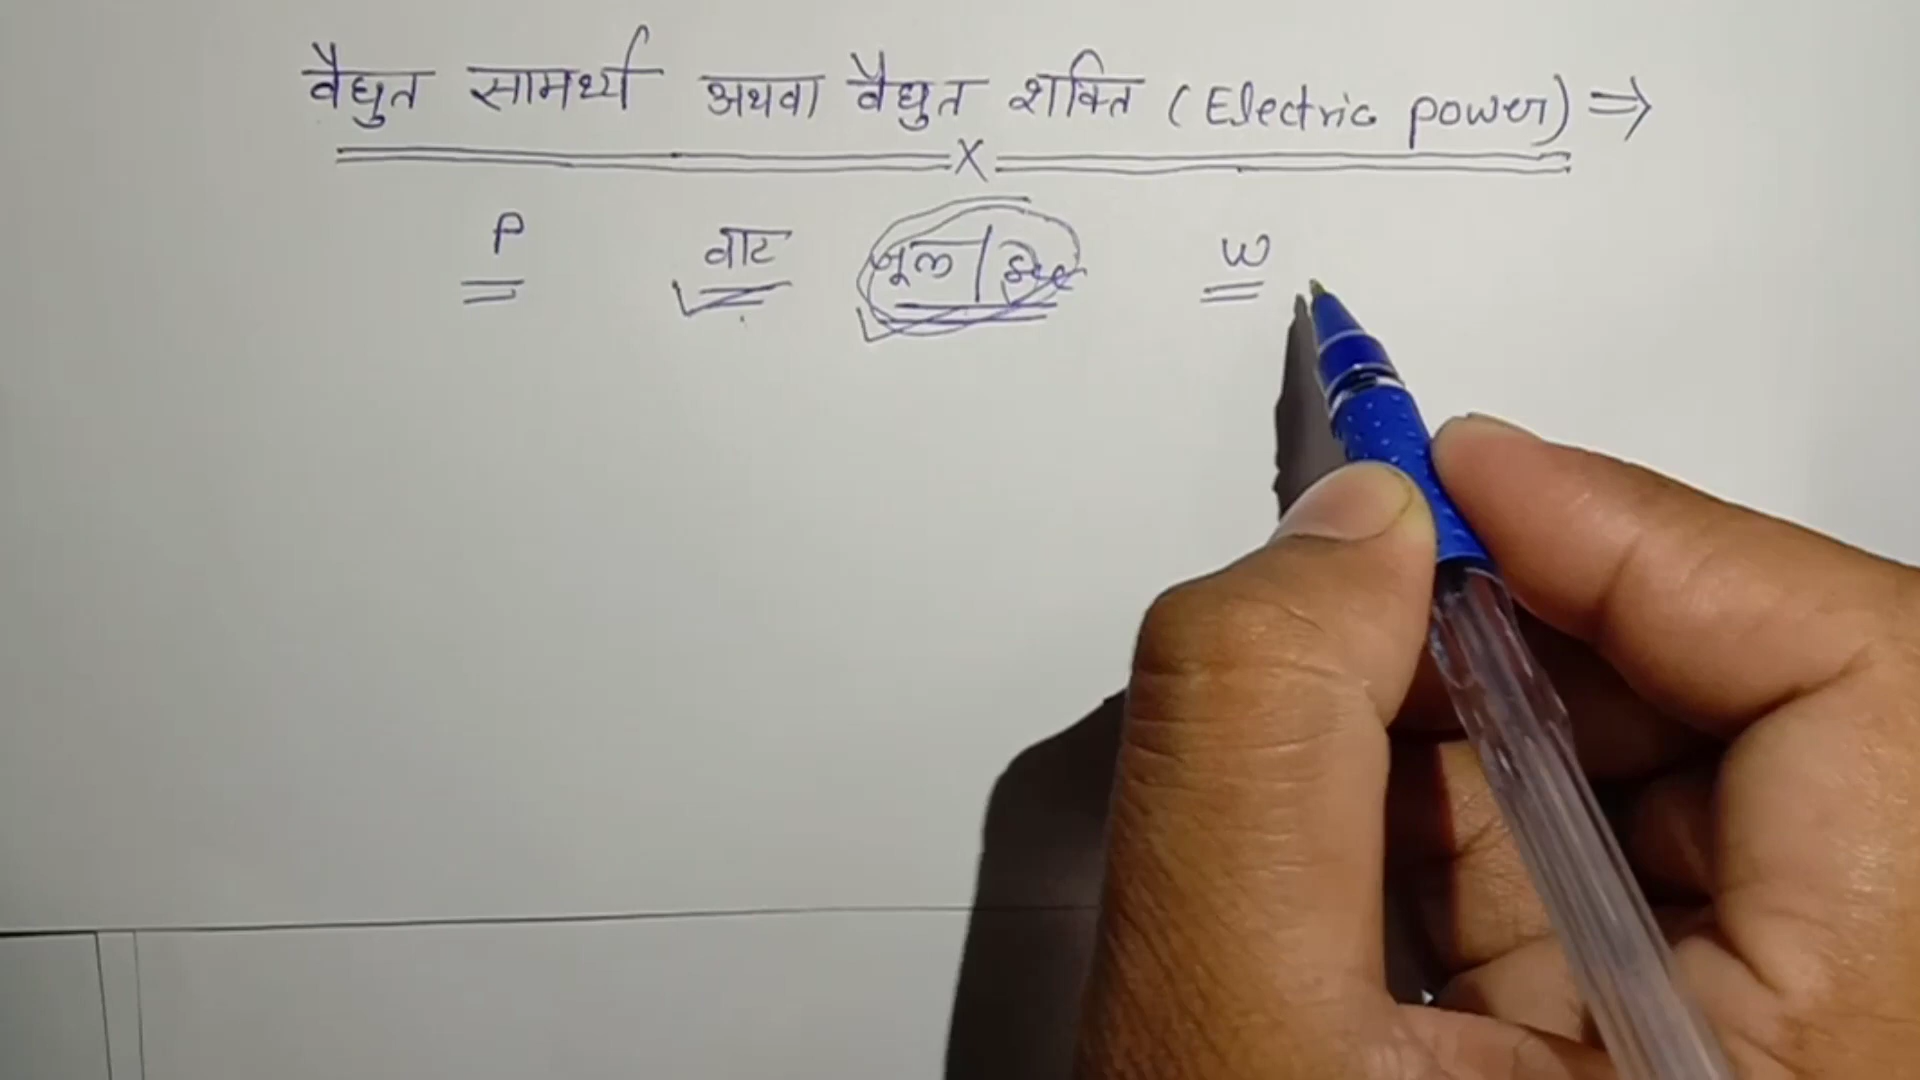 वैद्युत सामर्थ्य अथवा वैद्युत शक्ति (Electric power) ⇒
X
P वाट जूल/सेo W